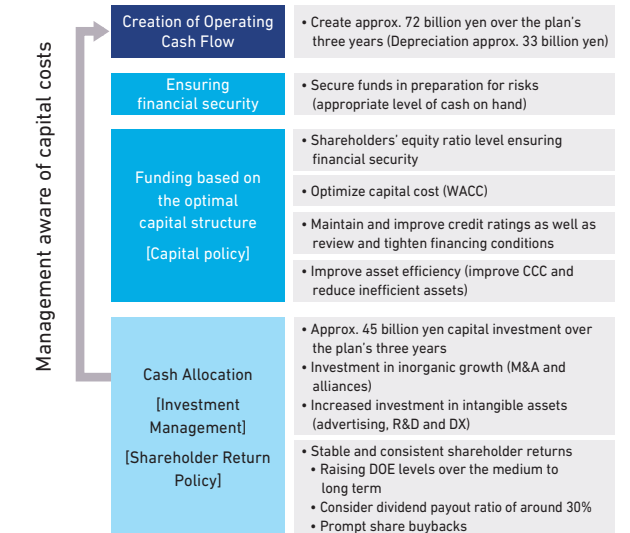 Management aware of capital costs
Creation of Operating
Cash Flow
• Create approx. 72 billion yen over the plan's
three years (Depreciation approx. 33 billion yen)
Ensuring
financial security
• Secure funds in preparation for risks
(appropriate level of cash on hand)
Funding based on
the optimal
capital structure
[Capital policy]
• Shareholders' equity ratio level ensuring
financial security
• Optimize capital cost (WACC)
• Maintain and improve credit ratings as well as
review and tighten financing conditions
• Improve asset efficiency (improve CCC and
reduce inefficient assets)
Cash Allocation
[Investment
Management]
[Shareholder Return
Policy]
• Approx. 45 billion yen capital investment over
the plan's three years
• Investment in inorganic growth (M&A and
alliances)
• Increased investment in intangible assets
(advertising, R&D and DX)
• Stable and consistent shareholder returns
• Raising DOE levels over the medium to
long term
• Consider dividend payout ratio of around 30%
• Prompt share buybacks